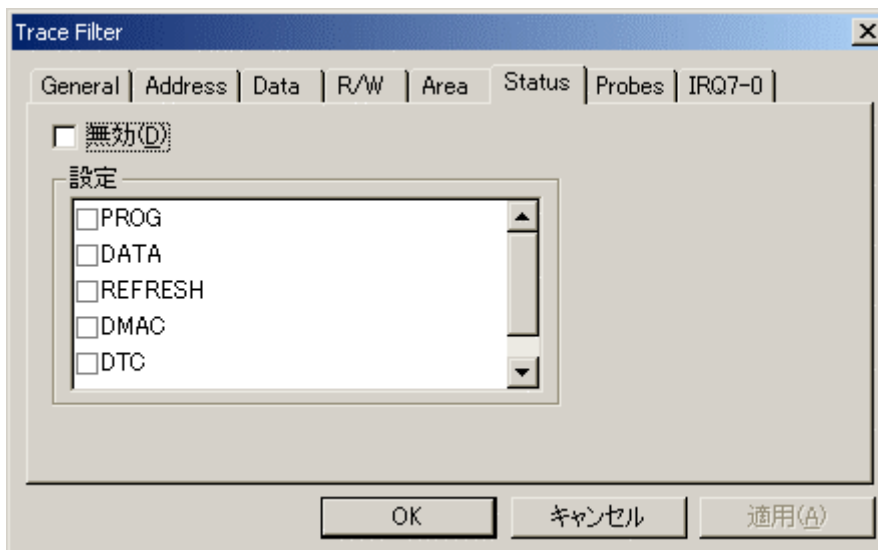 Trace Filter
General Address Data R/W Area Status Probes IRQ7-0
無効(D)
設定
PROG
DATA
REFRESH
DMAC
DTC
OK キャンセル 適用(A)